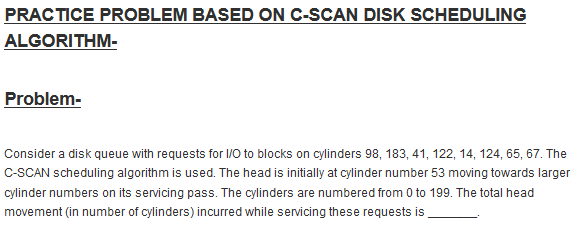 PRACTICE PROBLEM BASED ON C-SCAN DISK SCHEDULING
ALGORITHM-
Problem-
Consider a disk queue with requests for I/O to blocks on cylinders 98, 183, 41, 122, 14, 124, 65, 67. The
C-SCAN scheduling algorithm is used. The head is initially at cylinder number 53 moving towards larger
cylinder numbers on its servicing pass. The cylinders are numbered from 0 to 199. The total head
movement (in number of cylinders) incurred while servicing these requests is _______.